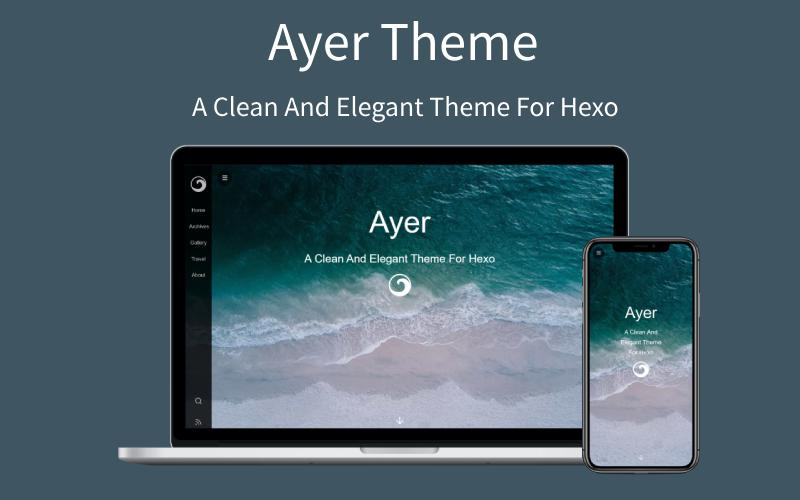 Ayer Theme
A Clean And Elegant Theme For Hexo
Home
Archives
Gallery
Travel
About
Ayer
A Clean And Elegant Theme For Hexo
Ayer
A Clean And
Elegant Theme
For Hexo